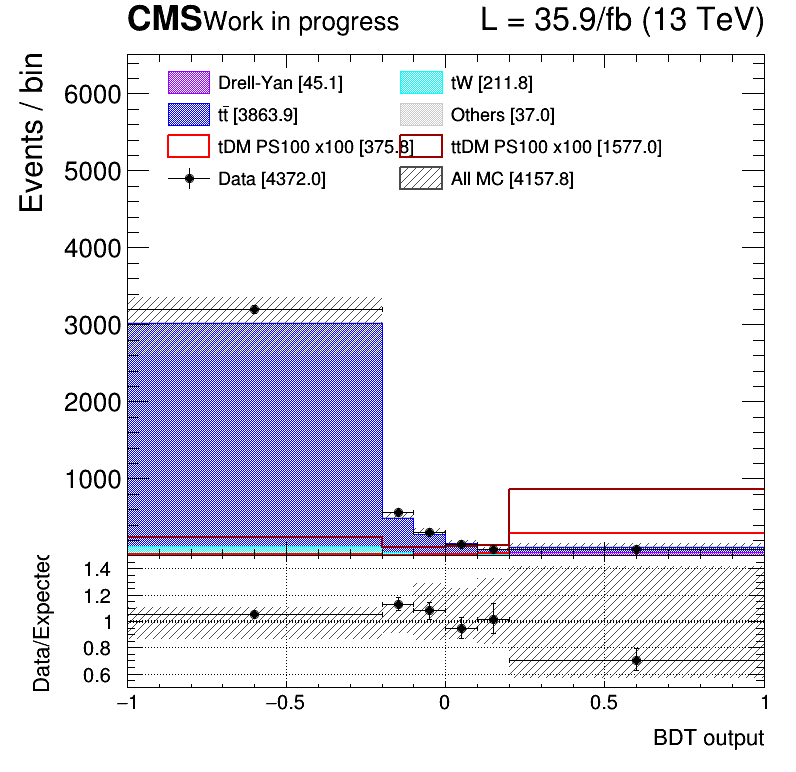 CMS Work in progress L = 35.9/fb (13 TeV)
Events / bin
6000
5000
4000
3000
2000
1000
Drell-Yan [45.1] tW [211.8]
tt̄ [3863.9] Others [37.0]
tDM PS100 x100 [375.8] ttDM PS100 x100 [1577.0]
Data [4372.0] All MC [4157.8]
Data/Expected
1.4
1.2
1
0.8
0.6
−1 −0.5 0 0.5 1
BDT output